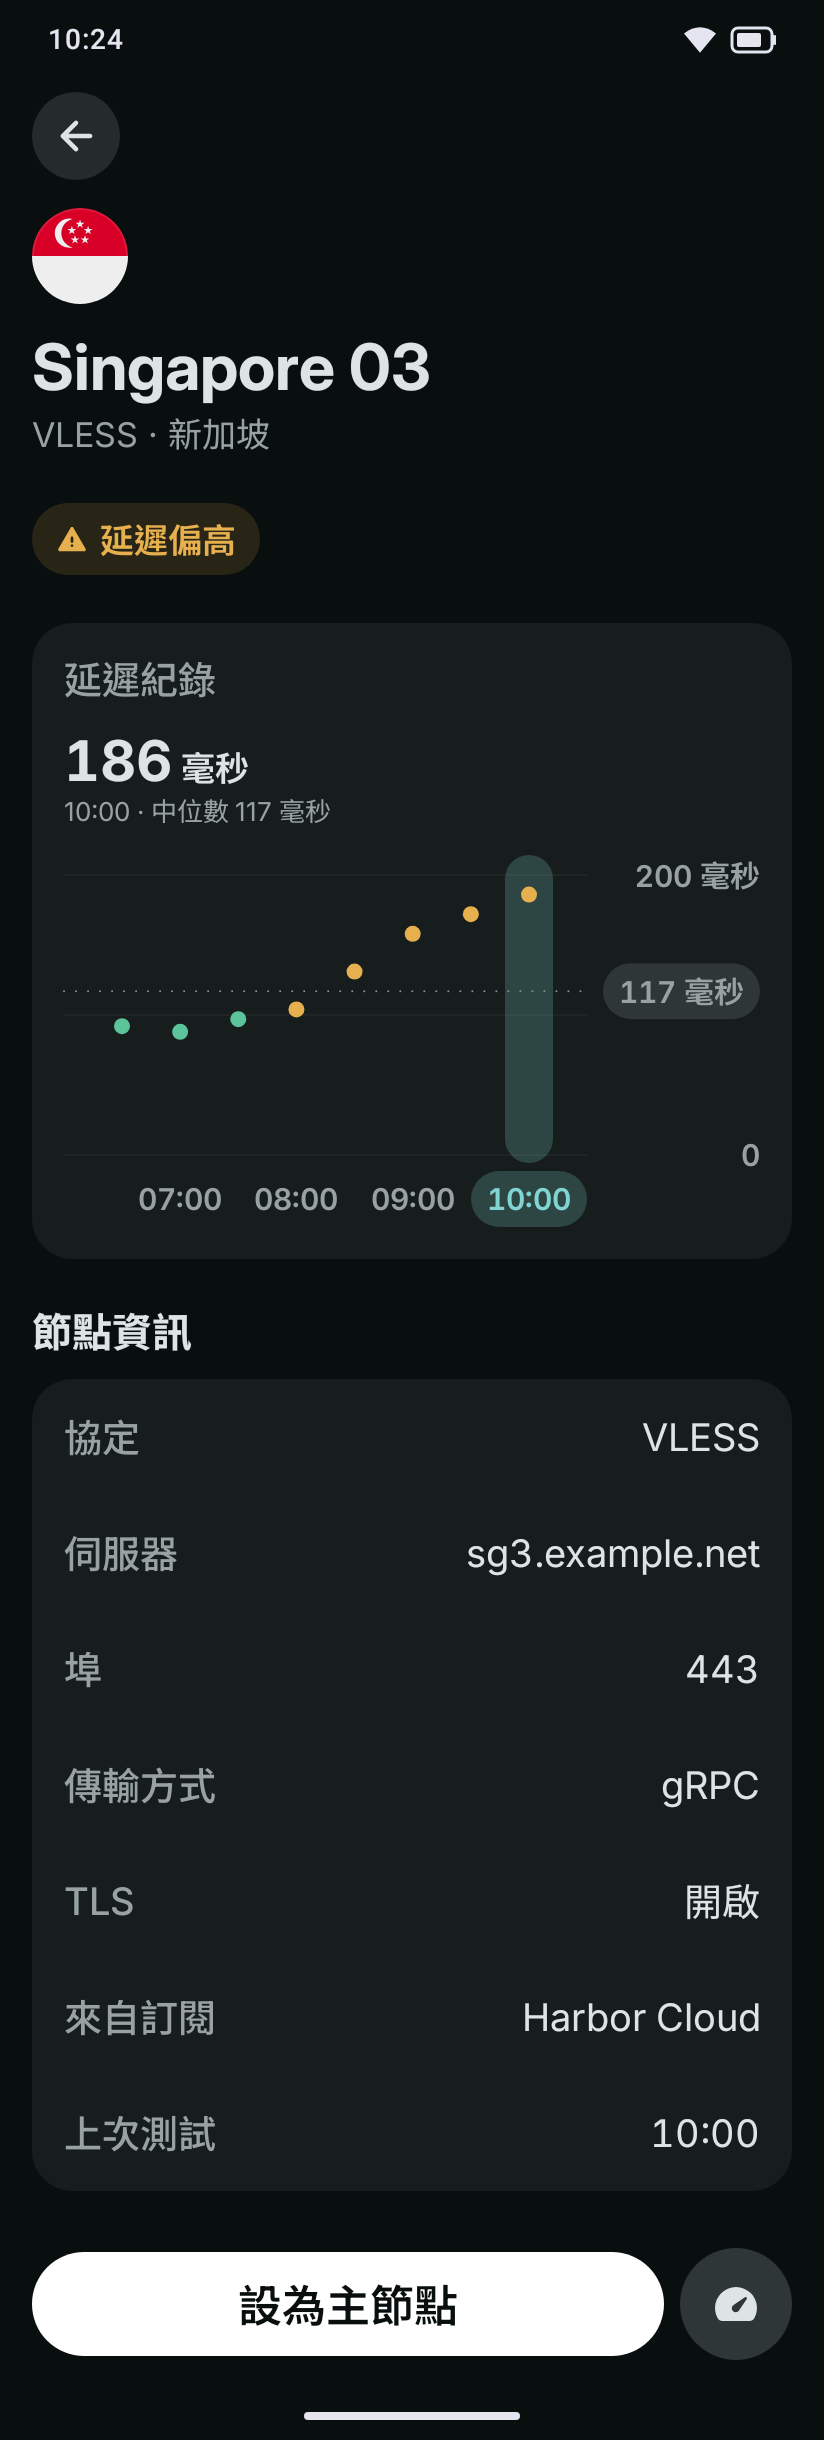 10:24
Singapore 03
VLESS · 新加坡
延遲偏高
延遲紀錄
186 毫秒
10:00 · 中位數 117 毫秒
200 毫秒
117 毫秒
0
07:00 08:00 09:00 10:00
節點資訊
協定 VLESS
伺服器 sg3.example.net
埠 443
傳輸方式 gRPC
TLS 開啟
來自訂閱 Harbor Cloud
上次測試 10:00
設為主節點